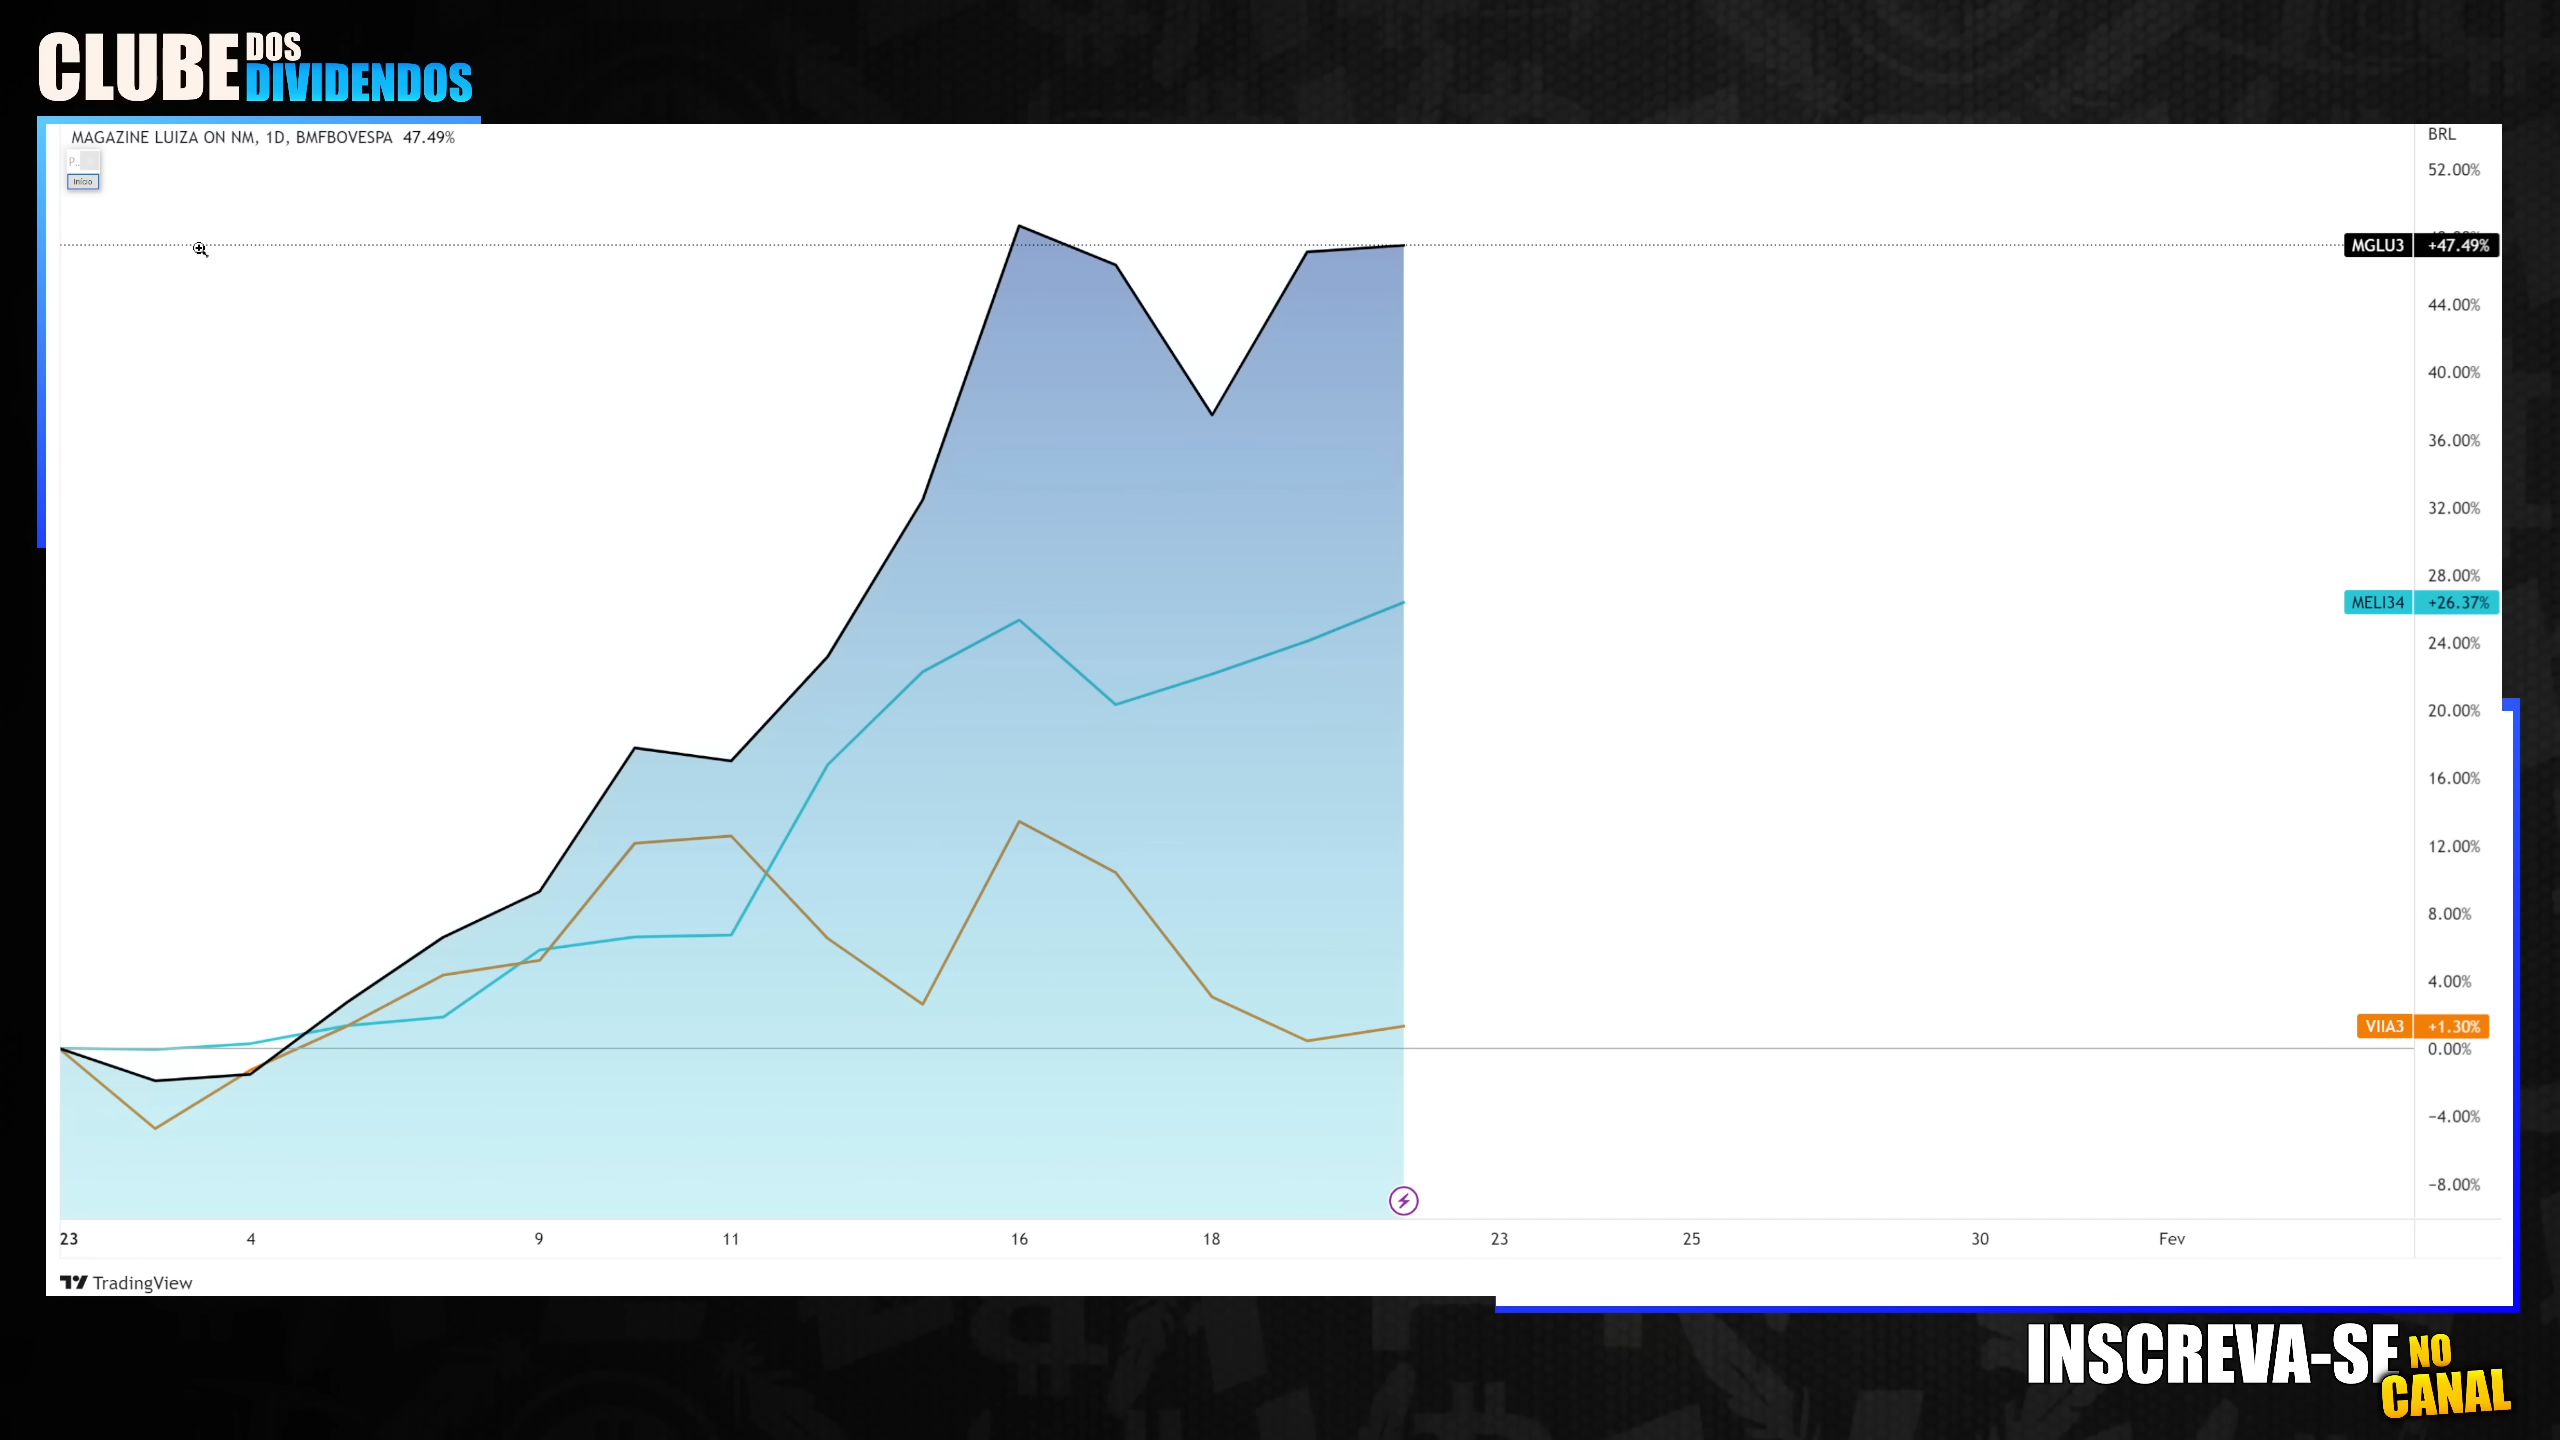 CLUBE DOS
DIVIDENDOS
MAGAZINE LUIZA ON NM, 1D, BMFBOVESPA 47.49%
BRL
P..
Início
52.00%
MGLU3 +47.49%
44.00%
40.00%
36.00%
32.00%
28.00%
MELI34 +26.37%
24.00%
20.00%
16.00%
12.00%
8.00%
4.00%
VIIA3 +1.30%
0.00%
−4.00%
−8.00%
23 4 9 11 16 18 23 25 30 Fev
TradingView
INSCREVA-SE NO
CANAL